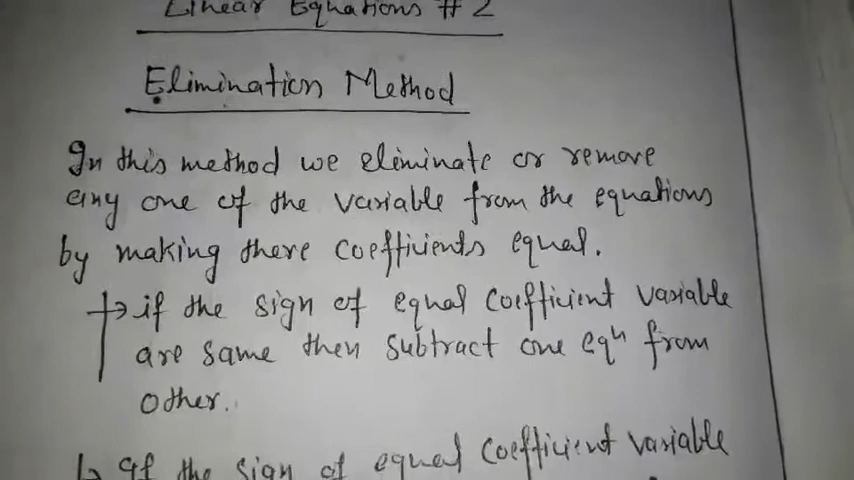 Linear Equations # 2
Elimination Method
In this method we eliminate or remove
any one of the variable from the equations
by making there coefficients equal.
→ if the sign of equal coefficient variable
are same then subtract one eqⁿ from
other.
↳ If the sign of equal coefficient variable